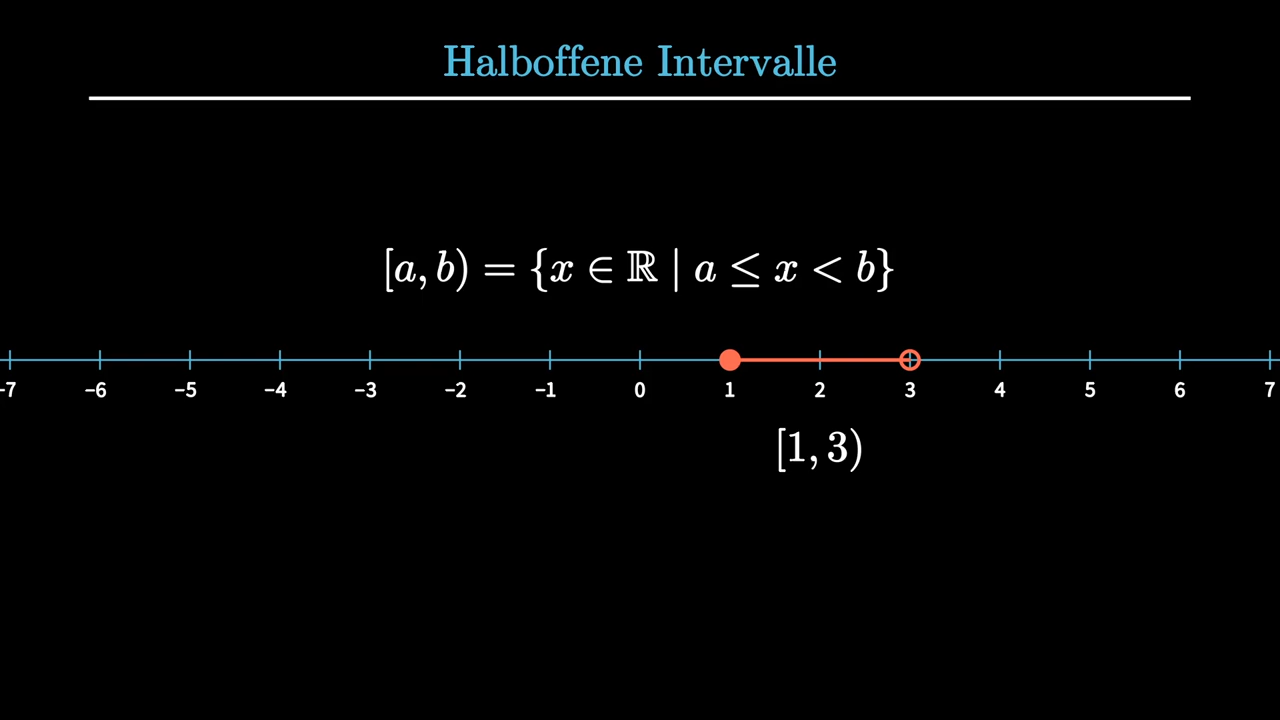 Halboffene Intervalle
[a, b) = {x ∈ ℝ | a ≤ x < b}
-7 -6 -5 -4 -3 -2 -1 0 1 2 3 4 5 6 7
[1, 3)